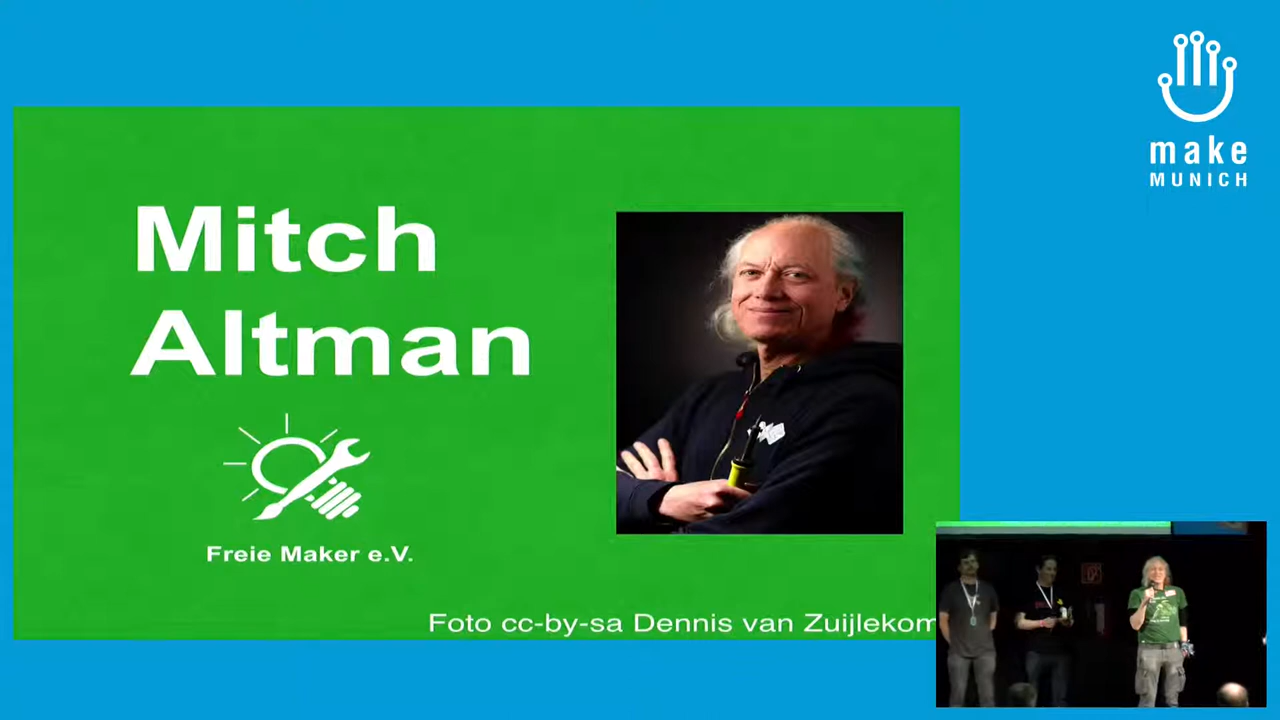 make
MUNICH
Mitch
Altman
Freie Maker e.V.
Foto cc-by-sa Dennis van Zuijlekom